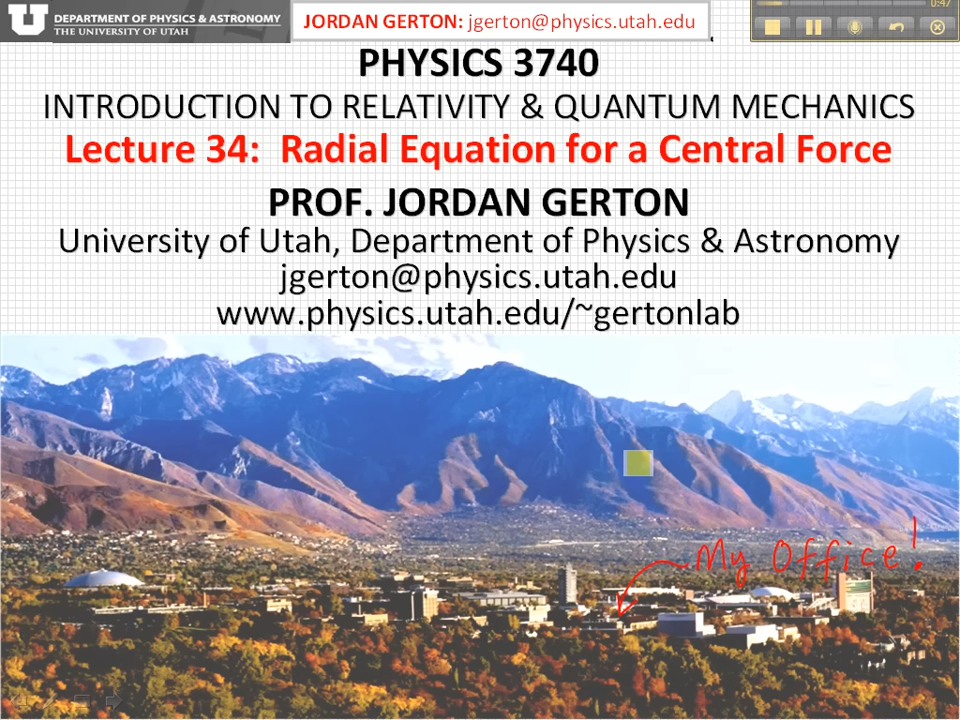 U DEPARTMENT OF PHYSICS & ASTRONOMY
THE UNIVERSITY OF UTAH
JORDAN GERTON: jgerton@physics.utah.edu
0:47
PHYSICS 3740
INTRODUCTION TO RELATIVITY & QUANTUM MECHANICS
Lecture 34: Radial Equation for a Central Force
PROF. JORDAN GERTON
University of Utah, Department of Physics & Astronomy
jgerton@physics.utah.edu
www.physics.utah.edu/~gertonlab
My Office!